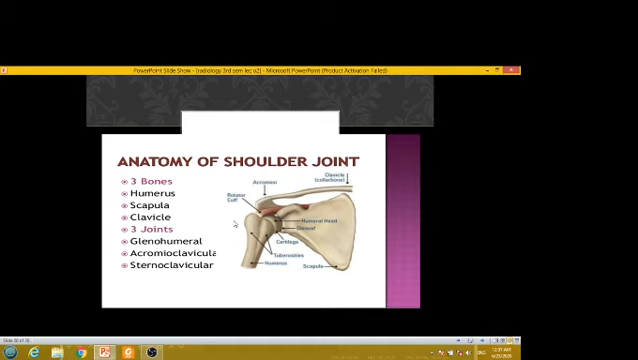 PowerPoint Slide Show - [radiology 3rd sem lec o2] - Microsoft PowerPoint (Product Activation Failed)
ANATOMY OF SHOULDER JOINT
3 Bones
Humerus
Scapula
Clavicle
3 Joints
Glenohumeral
Acromioclavicula
Sternoclavicular
Clavicle
(collarbone)
Acromion
Rotator
Cuff
Humeral Head
Glenoid
Cartilage
Tuberosities
Humerus
Scapula